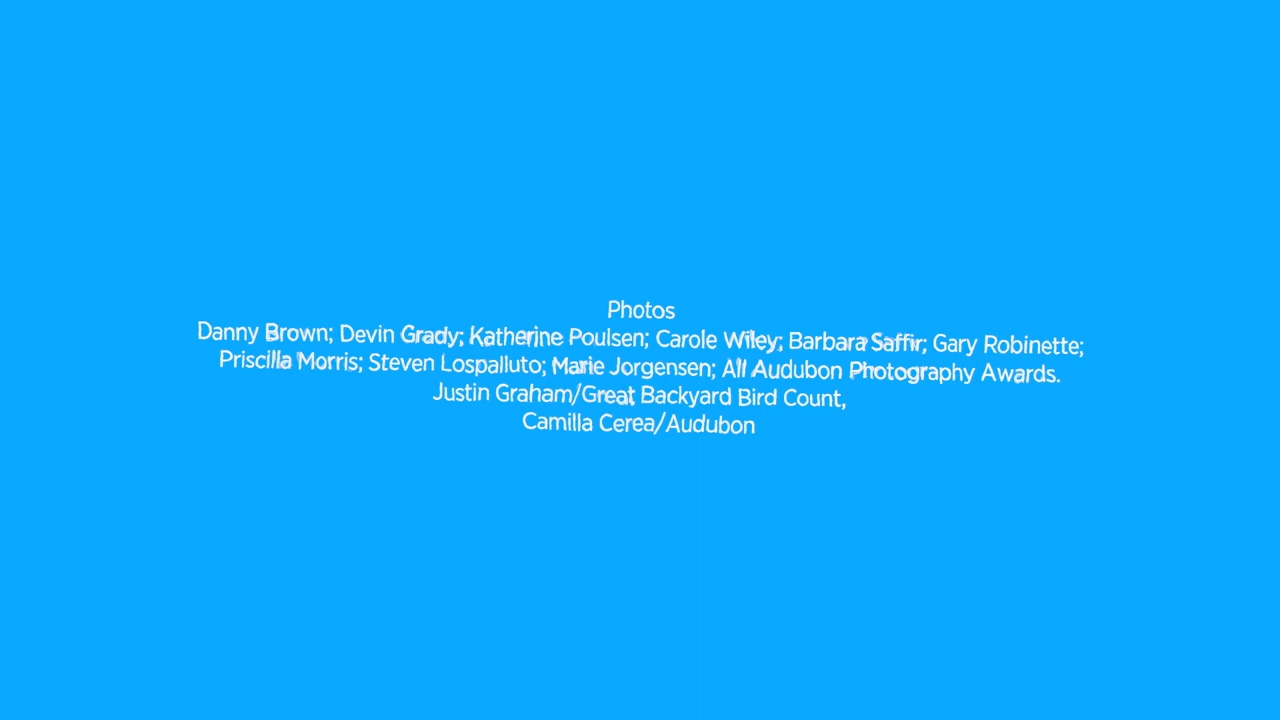 Photos
Danny Brown; Devin Grady; Katherine Poulsen; Carole Wiley; Barbara Saffir; Gary Robinette;
Priscilla Morris; Steven Lospalluto; Marie Jorgensen; All Audubon Photography Awards.
Justin Graham/Great Backyard Bird Count,
Camilla Cerea/Audubon